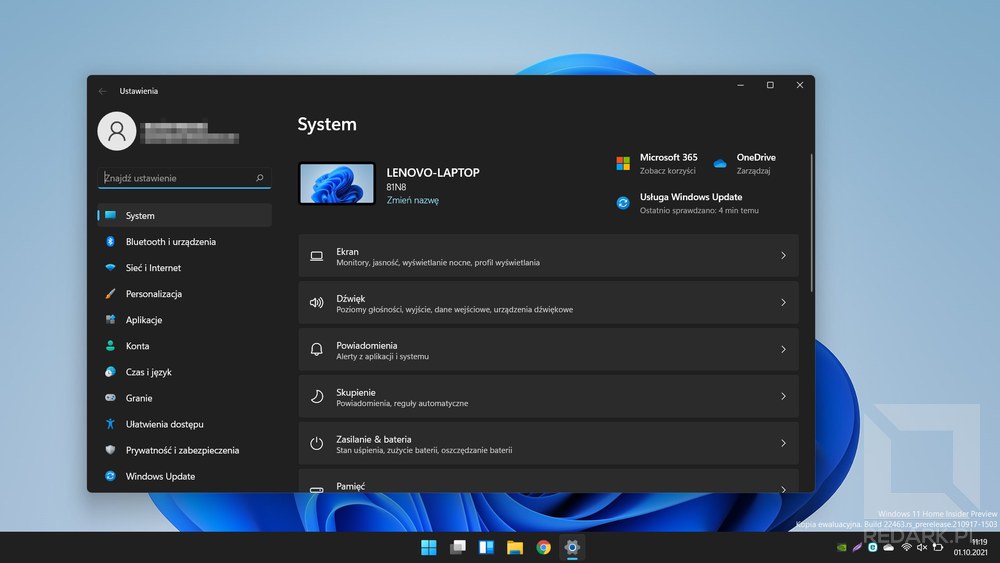 Ustawienia
Znajdź ustawienie
System
Bluetooth i urządzenia
Sieć i Internet
Personalizacja
Aplikacje
Konta
Czas i język
Granie
Ułatwienia dostępu
Prywatność i zabezpieczenia
Windows Update
System
LENOVO-LAPTOP
81N8
Zmień nazwę
Microsoft 365
Zobacz korzyści
OneDrive
Zarządzaj
Usługa Windows Update
Ostatnio sprawdzano: 4 min temu
Ekran
Monitory, jasność, wyświetlanie nocne, profil wyświetlania
Dźwięk
Poziomy głośności, wyjście, dane wejściowe, urządzenia dźwiękowe
Powiadomienia
Alerty z aplikacji i systemu
Skupienie
Powiadomienia, reguły automatyczne
Zasilanie & bateria
Stan uśpienia, zużycie baterii, oszczędzanie baterii
Pamięć
Windows 11 Home Insider Preview
Kopia ewaluacyjna. Build 22463.rs_prerelease.210917-1503
REDARK.PL
11:19
01.10.2021